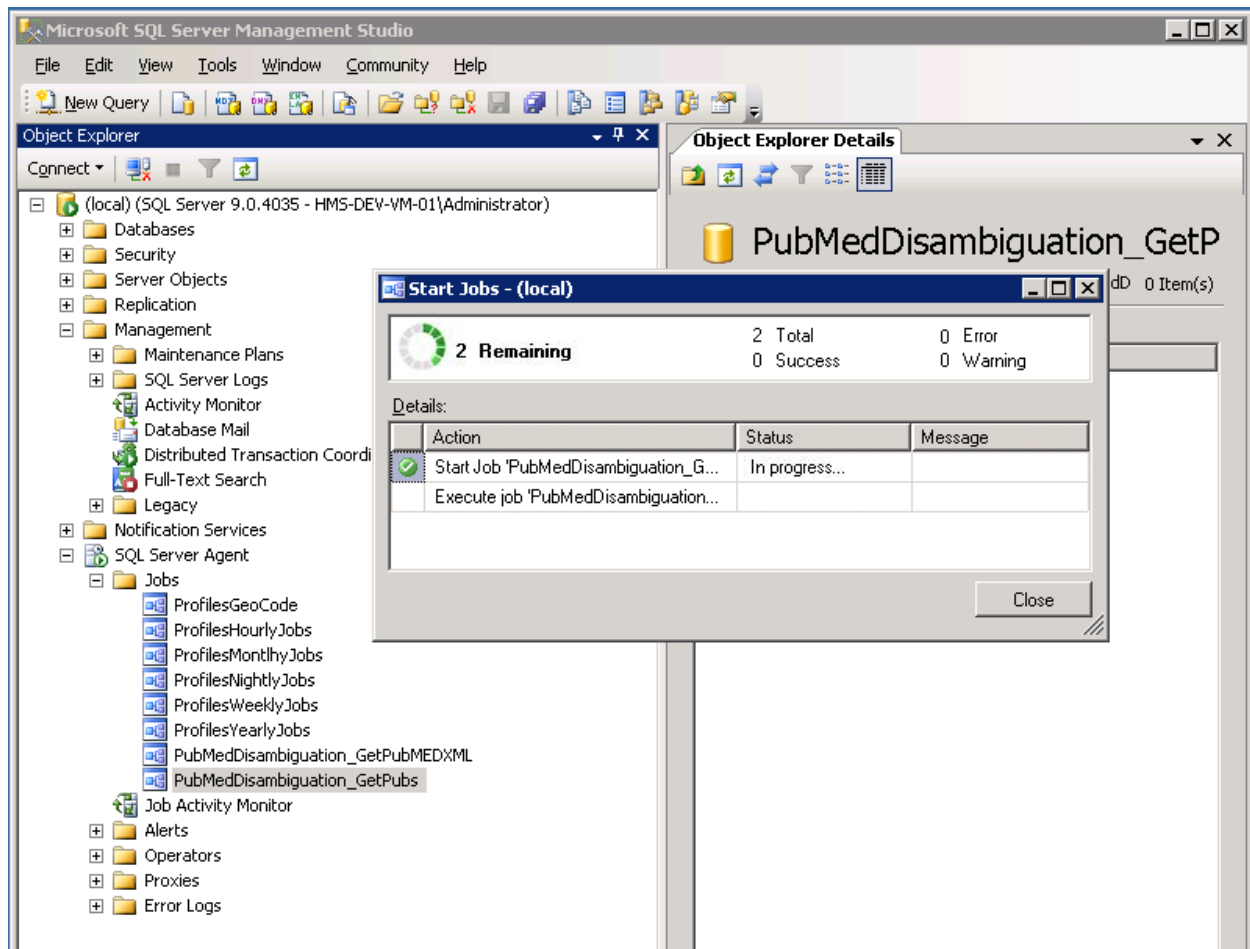 Microsoft SQL Server Management Studio
File Edit View Tools Window Community Help
New Query
Object Explorer
Object Explorer Details
Connect
(local) (SQL Server 9.0.4035 - HMS-DEV-VM-01\Administrator)
Databases
Security
Server Objects
Replication
Management
Maintenance Plans
SQL Server Logs
Activity Monitor
Database Mail
Distributed Transaction Coordi
Full-Text Search
Legacy
Notification Services
SQL Server Agent
Jobs
ProfilesGeoCode
ProfilesHourlyJobs
ProfilesMontlhyJobs
ProfilesNightlyJobs
ProfilesWeeklyJobs
ProfilesYearlyJobs
PubMedDisambiguation_GetPubMEDXML
PubMedDisambiguation_GetPubs
Job Activity Monitor
Alerts
Operators
Proxies
Error Logs
PubMedDisambiguation_GetP
dD 0 Item(s)
Start Jobs - (local)
2 Remaining
2 Total 0 Error
0 Success 0 Warning
Details:
Action Status Message
Start Job 'PubMedDisambiguation_G... In progress...
Execute job 'PubMedDisambiguation...
Close